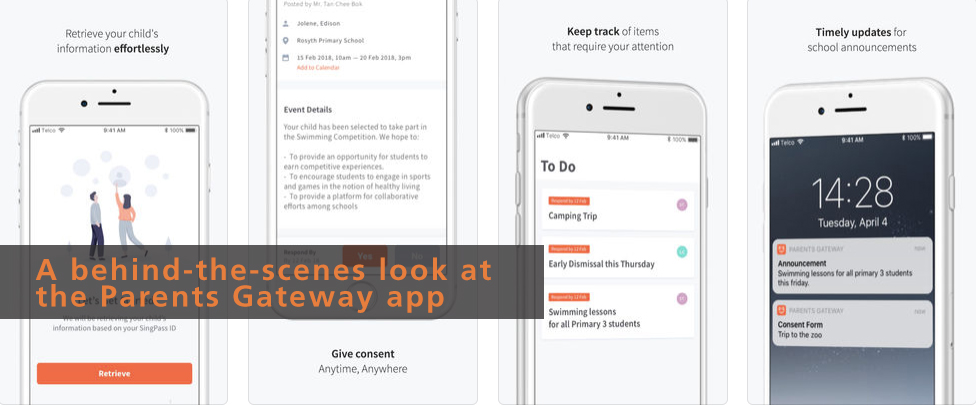 Retrieve your child's
information effortlessly
Telco
9:41 AM
100%
We will be retrieving your child's
information based on your SingPass ID
Retrieve
Posted by Mr. Tan Chee Bok
Jolene, Edison
Rosyth Primary School
15 Feb 2018, 10am — 20 Feb 2018, 3pm
Add to Calendar
Event Details
Your child has been selected to take part in
the Swimming Competition. We hope to:
- To provide an opportunity for students to
earn competitive experiences.
- To encourage students to engage in sports
and games in the notion of healthy living
- To provide a platform for collaborative
efforts among schools
Respond by
Yes
No
A behind-the-scenes look at
the Parents Gateway app
Give consent
Anytime, Anywhere
Keep track of items
that require your attention
Telco
9:41 AM
100%
To Do
Respond by 12 Feb
Camping Trip
Respond by 12 Feb
Early Dismissal this Thursday
Respond by 12 Feb
Swimming lessons
for all Primary 3 students
Timely updates for
school announcements
Telco
9:41 AM
100%
14:28
Tuesday, April 4
PARENTS GATEWAY
now
Announcement
Swimming lessons for all primary 3 students
this friday.
PARENTS GATEWAY
now
Consent Form
Trip to the zoo